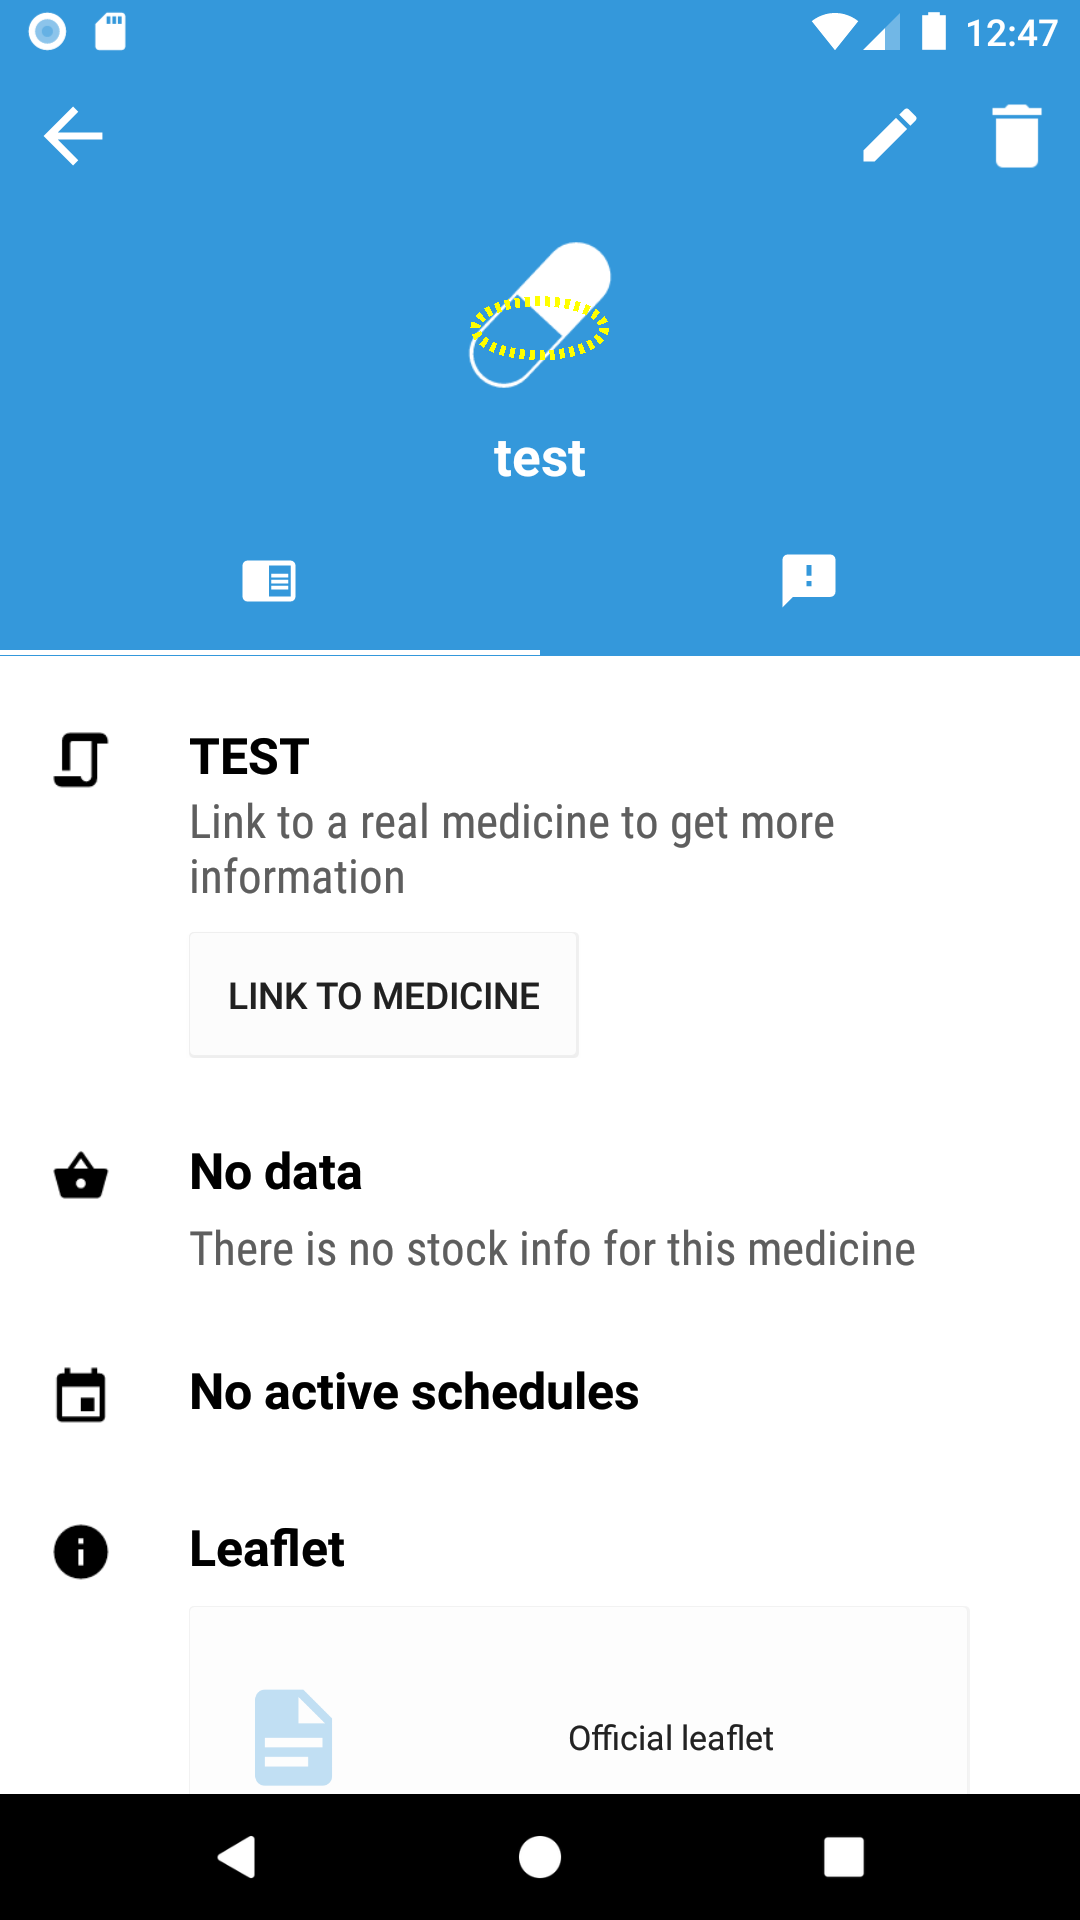 12:47
test
TEST
Link to a real medicine to get more
information
LINK TO MEDICINE
No data
There is no stock info for this medicine
No active schedules
Leaflet
Official leaflet